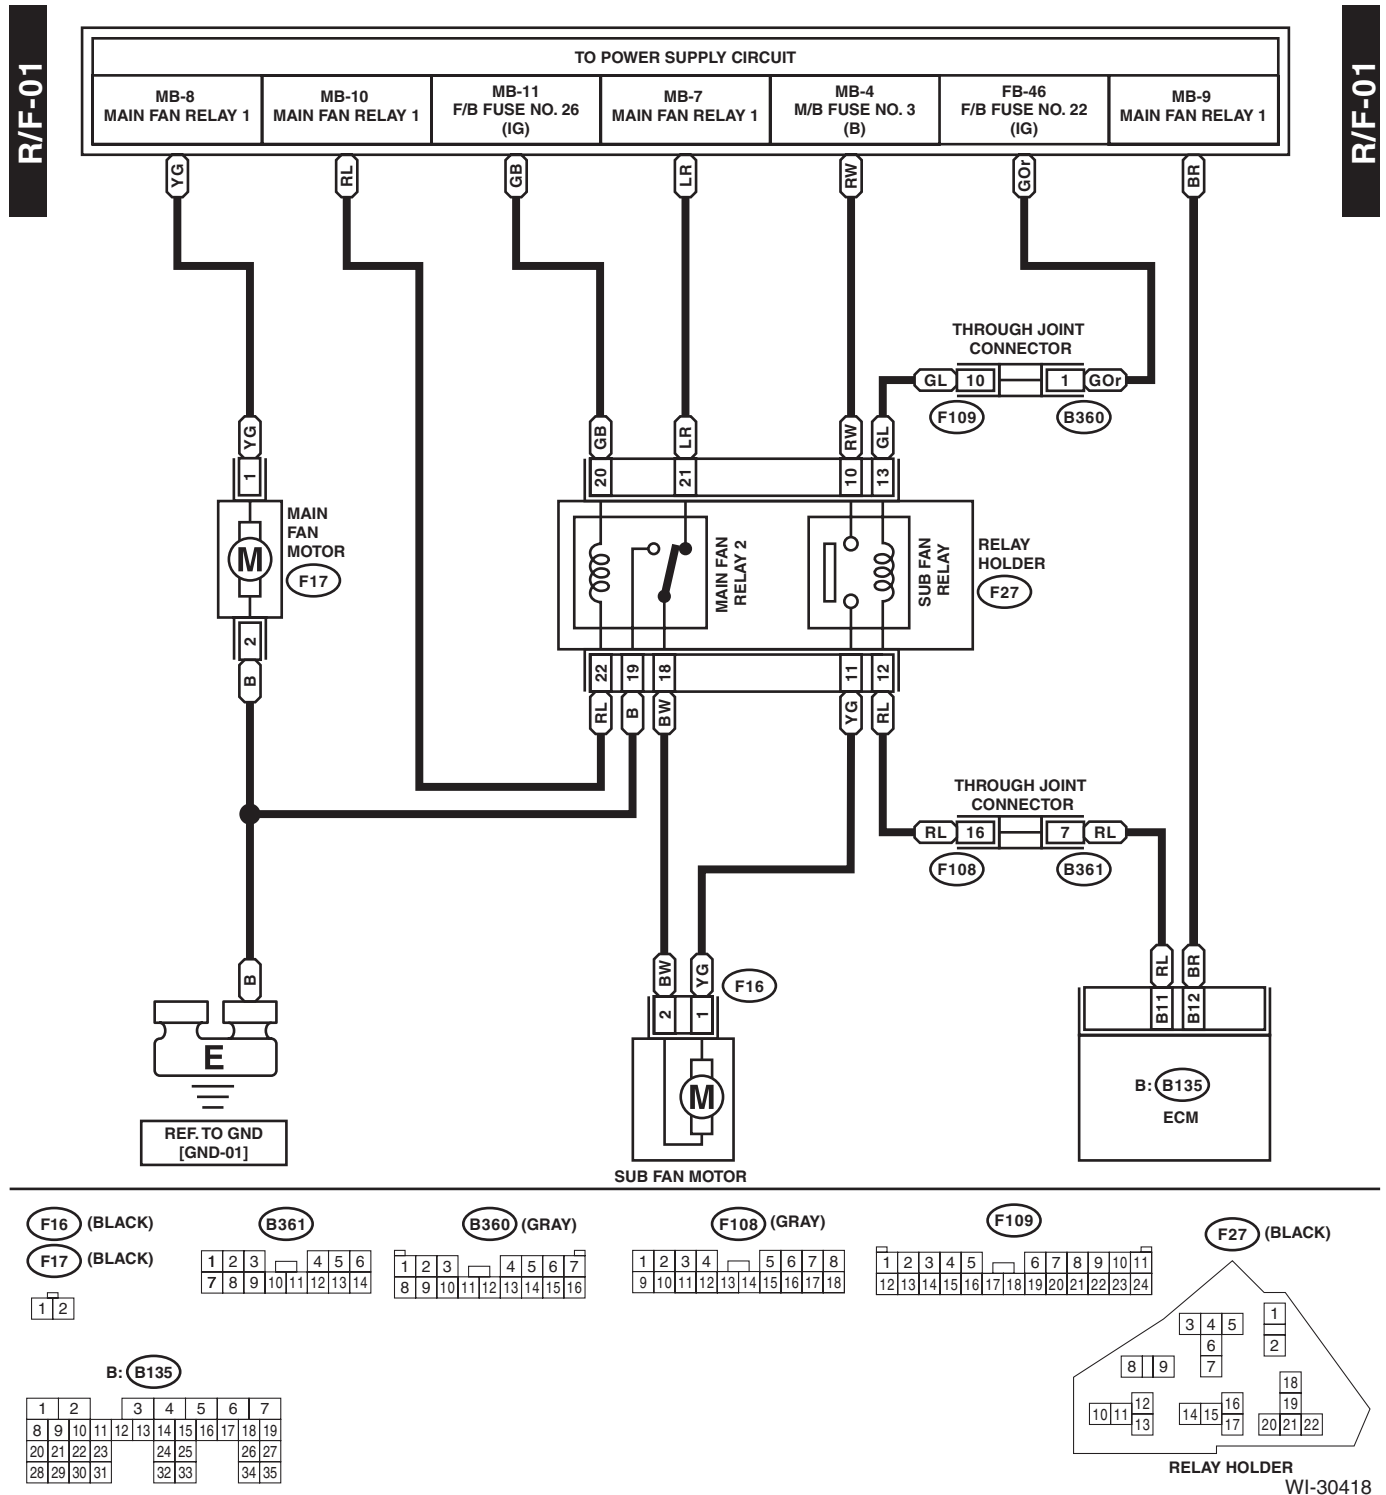 R/F-01
R/F-01
TO POWER SUPPLY CIRCUIT
MB-8
MAIN FAN RELAY 1
MB-10
MAIN FAN RELAY 1
MB-11
F/B FUSE NO. 26
(IG)
MB-7
MAIN FAN RELAY 1
MB-4
M/B FUSE NO. 3
(B)
FB-46
F/B FUSE NO. 22
(IG)
MB-9
MAIN FAN RELAY 1
YG
RL
GB
LR
RW
GOr
BR
THROUGH JOINT
CONNECTOR
GL 10 1 GOr
F109 B360
YG
GB
LR
RW
GL
1
20
21
10
13
MAIN
FAN
MOTOR
F17
M
MAIN FAN
RELAY 2
SUB FAN
RELAY
RELAY
HOLDER
F27
2
22
19
18
11
12
B
RL
B
BW
YG
RL
THROUGH JOINT
CONNECTOR
RL 16 7 RL
F108 B361
B
BW
YG
F16
RL
BR
2
1
B11
B12
E
M
B: B135
ECM
REF. TO GND
[GND-01]
SUB FAN MOTOR
F16 (BLACK)
F17 (BLACK)
1 2
B361
1 2 3 4 5 6
7 8 9 10 11 12 13 14
B360 (GRAY)
1 2 3 4 5 6 7
8 9 10 11 12 13 14 15 16
F108 (GRAY)
1 2 3 4 5 6 7 8
9 10 11 12 13 14 15 16 17 18
F109
1 2 3 4 5 6 7 8 9 10 11
12 13 14 15 16 17 18 19 20 21 22 23 24
F27 (BLACK)
3 4 5 1
6 2
8 9 7
18
12 16 19
10 11 14 15
13 17 20 21 22
RELAY HOLDER
B: B135
1 2 3 4 5 6 7
8 9 10 11 12 13 14 15 16 17 18 19
20 21 22 23 24 25 26 27
28 29 30 31 32 33 34 35
WI-30418